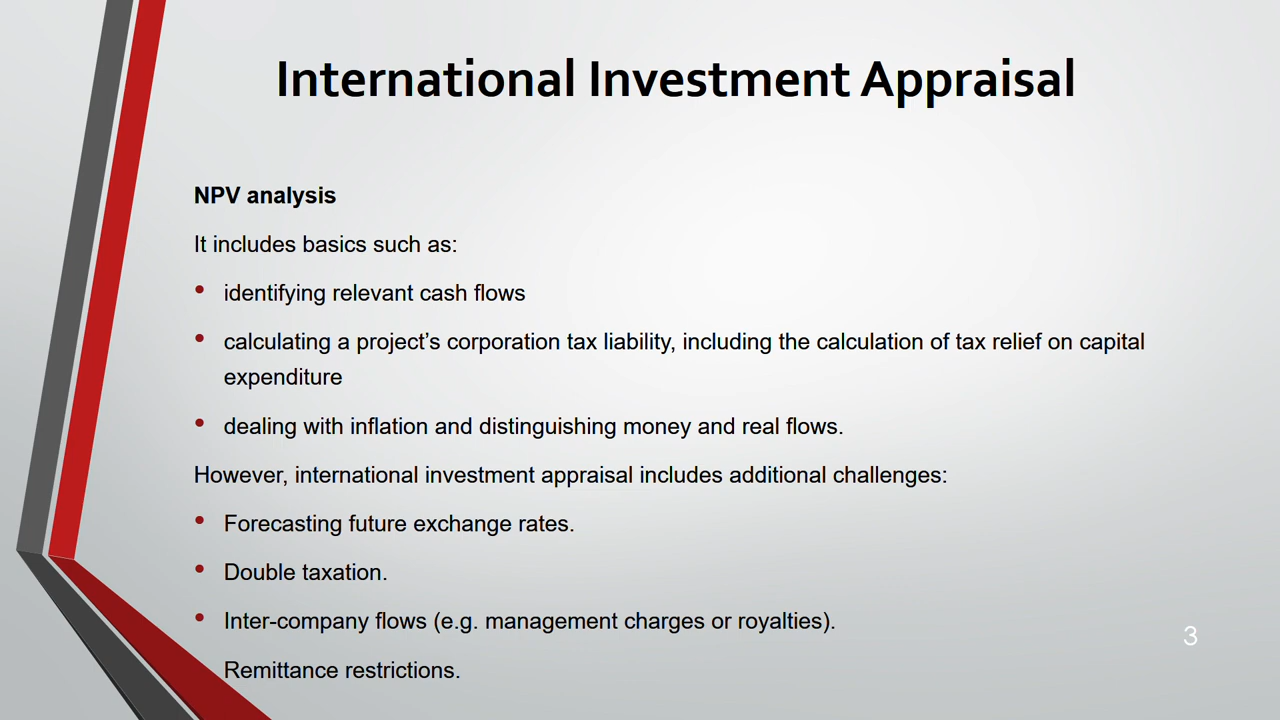 International Investment Appraisal
NPV analysis
It includes basics such as:
• identifying relevant cash flows
• calculating a project’s corporation tax liability, including the calculation of tax relief on capital
expenditure
• dealing with inflation and distinguishing money and real flows.
However, international investment appraisal includes additional challenges:
• Forecasting future exchange rates.
• Double taxation.
• Inter-company flows (e.g. management charges or royalties).
Remittance restrictions.
3